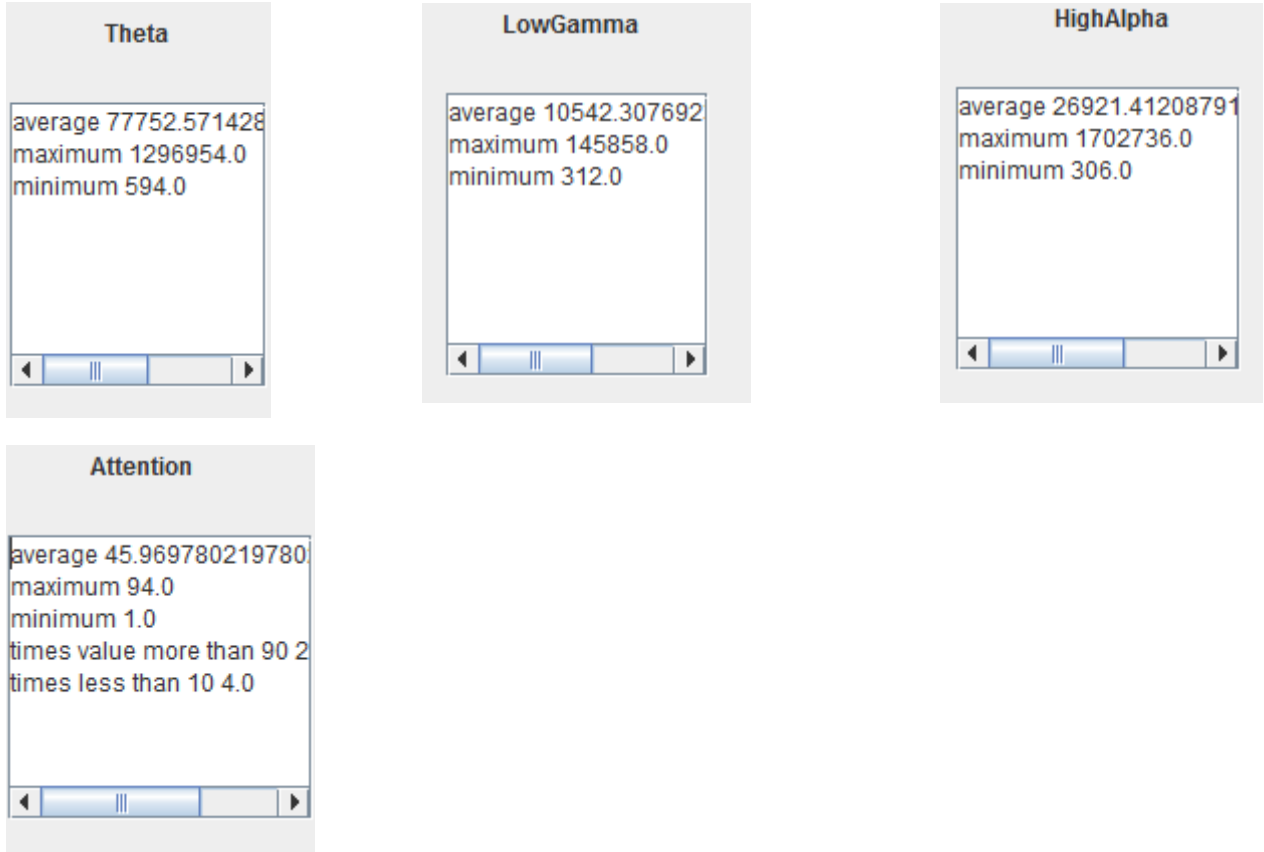 Theta
average 77752.571428
maximum 1296954.0
minimum 594.0
LowGamma
average 10542.307692
maximum 145858.0
minimum 312.0
HighAlpha
average 26921.41208791
maximum 1702736.0
minimum 306.0
Attention
average 45.969780219780
maximum 94.0
minimum 1.0
times value more than 90 2
times less than 10 4.0